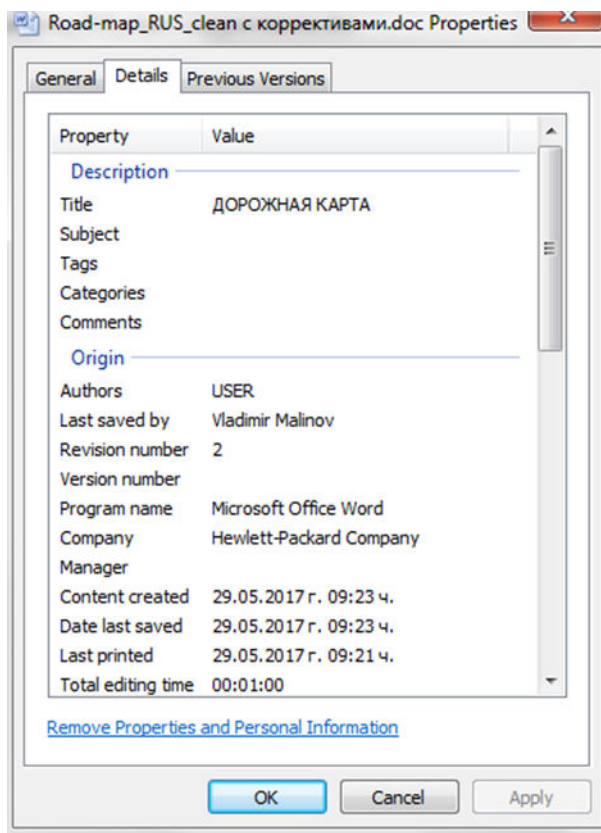 Road-map_RUS_clean с коррективами.doc Properties
General Details Previous Versions
Property Value
Description
Title ДОРОЖНАЯ КАРТА
Subject
Tags
Categories
Comments
Origin
Authors USER
Last saved by Vladimir Malinov
Revision number 2
Version number
Program name Microsoft Office Word
Company Hewlett-Packard Company
Manager
Content created 29.05.2017 г. 09:23 ч.
Date last saved 29.05.2017 г. 09:23 ч.
Last printed 29.05.2017 г. 09:21 ч.
Total editing time 00:01:00
Remove Properties and Personal Information
OK Cancel Apply